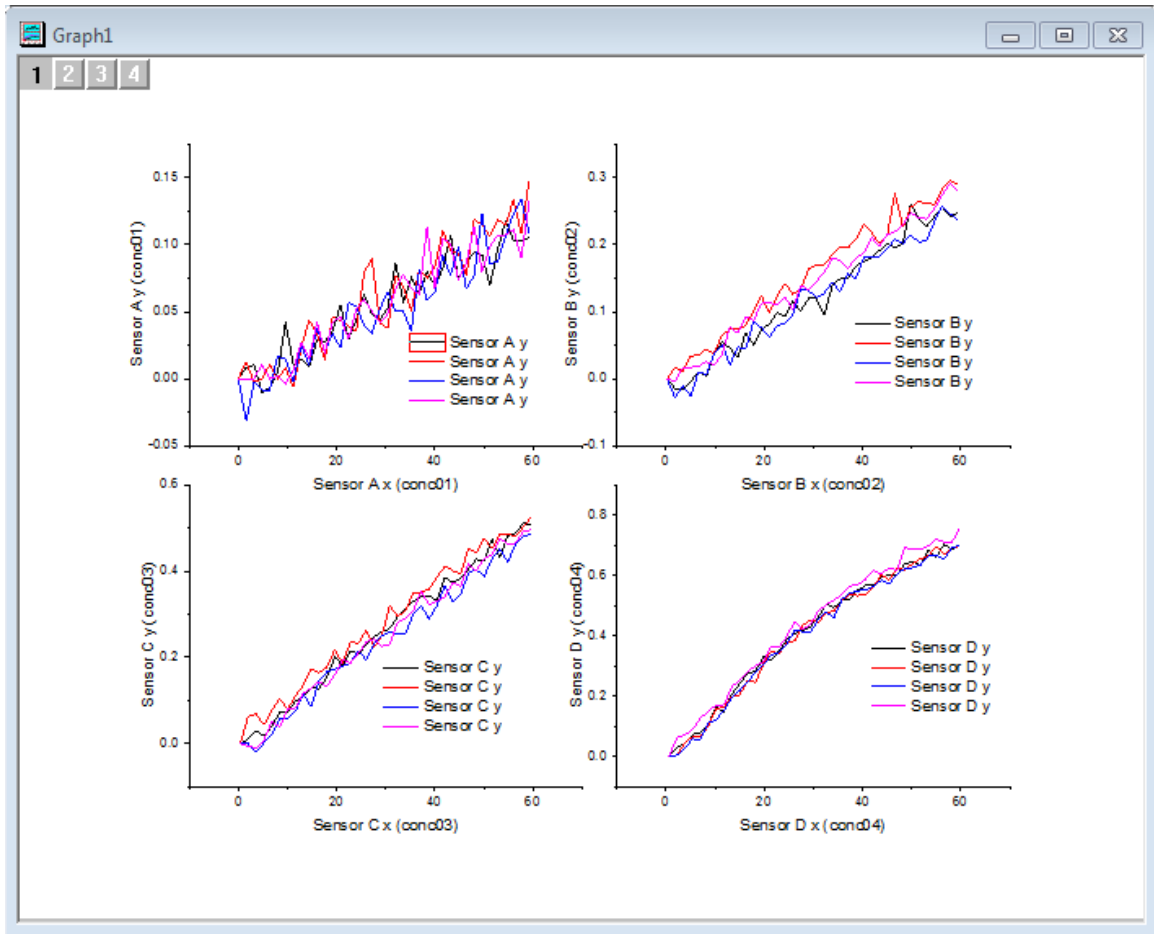 Graph1
1 2 3 4
0.15
0.10
0.05
0.00
-0.05
Sensor A y (conc01)
Sensor A y
Sensor A y
Sensor A y
Sensor A y
0 20 40 60
Sensor A x (conc01)
0.3
0.2
0.1
0.0
-0.1
Sensor B y (conc02)
Sensor B y
Sensor B y
Sensor B y
Sensor B y
0 20 40 60
Sensor B x (conc02)
0.6
0.4
0.2
0.0
Sensor C y (conc03)
Sensor C y
Sensor C y
Sensor C y
Sensor C y
0 20 40 60
Sensor C x (conc03)
0.8
0.6
0.4
0.2
0.0
Sensor D y (conc04)
Sensor D y
Sensor D y
Sensor D y
Sensor D y
0 20 40 60
Sensor D x (conc04)